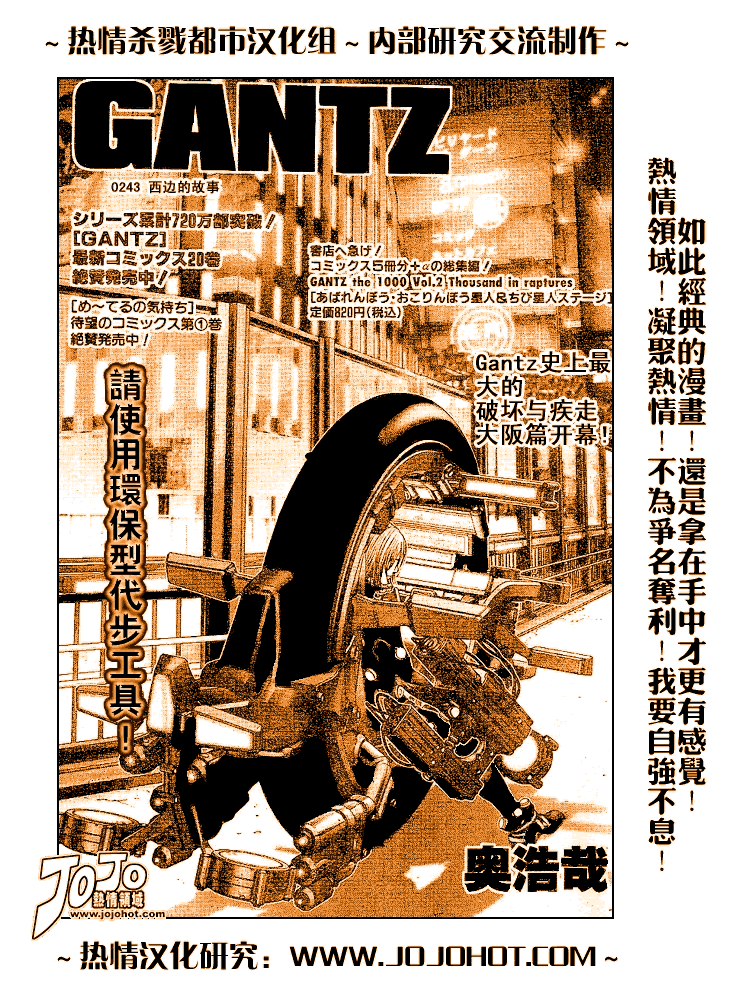 ~ 热情杀戮都市汉化组 ~ 内部研究交流制作 ~
GANTZ
0243 西边的故事
シリーズ累計720万部突破!
[GANTZ]
最新コミックス20巻
絶賛発売中!
[め~てるの気持ち]
待望のコミックス第①巻
絶賛発売中!
書店へ急げ!
コミックス5冊分+αの総集編!
GANTZ the 1000 Vol.2 Thousand in raptures
[あばれんぼう・おこりんぼう星人&ちび星人ステージ]
定価820円(税込)
Gantz史上最
大的
破坏与疾走
大阪篇开幕!
請使用環保型代步工具!
如此經典的漫畫!還是拿在手中才更有感覺!
熱情領域!凝聚熱情!不為爭名奪利!我要自強不息!
奥浩哉
JOJO
熱情領域
www.jojohot.com
~ 热情汉化研究: WWW.JOJOHOT.COM ~